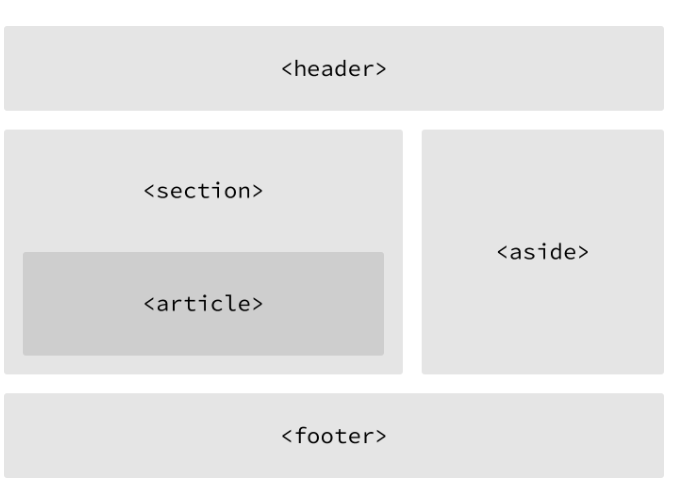 <header>
<section>
<aside>
<article>
<footer>